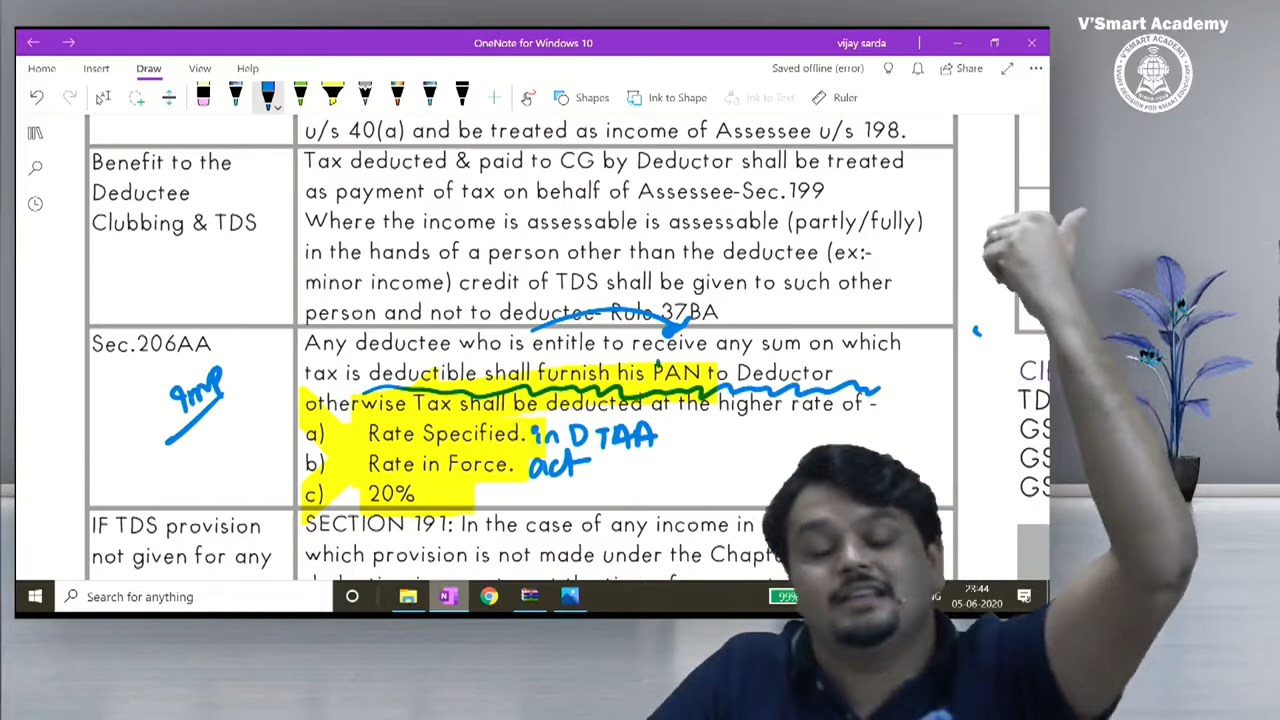 V'Smart Academy
OneNote for Windows 10
vijay sarda
Home Insert Draw View Help
Saved offline (error)
Share
Shapes
Ink to Shape
Ink to Text
Ruler
u/s 40(a) and be treated as income of Assessee u/s 198.
Benefit to the
Deductee
Clubbing & TDS
Tax deducted & paid to CG by Deductor shall be treated
as payment of tax on behalf of Assessee-Sec.199
Where the income is assessable is assessable (partly/fully)
in the hands of a person other than the deductee (ex:-
minor income) credit of TDS shall be given to such other
person and not to deductee- Rule 37BA
Sec.206AA
Imp
Any deductee who is entitle to receive any sum on which
tax is deductible shall furnish his PAN to Deductor
otherwise Tax shall be deducted at the higher rate of -
a) Rate Specified. in DTAA
b) Rate in Force. act
c) 20%
IF TDS provision
not given for any
SECTION 191: In the case of any income in
which provision is not made under the Chapt
CI
TD
GS
GS
Search for anything
99%
23:44
05-06-2020